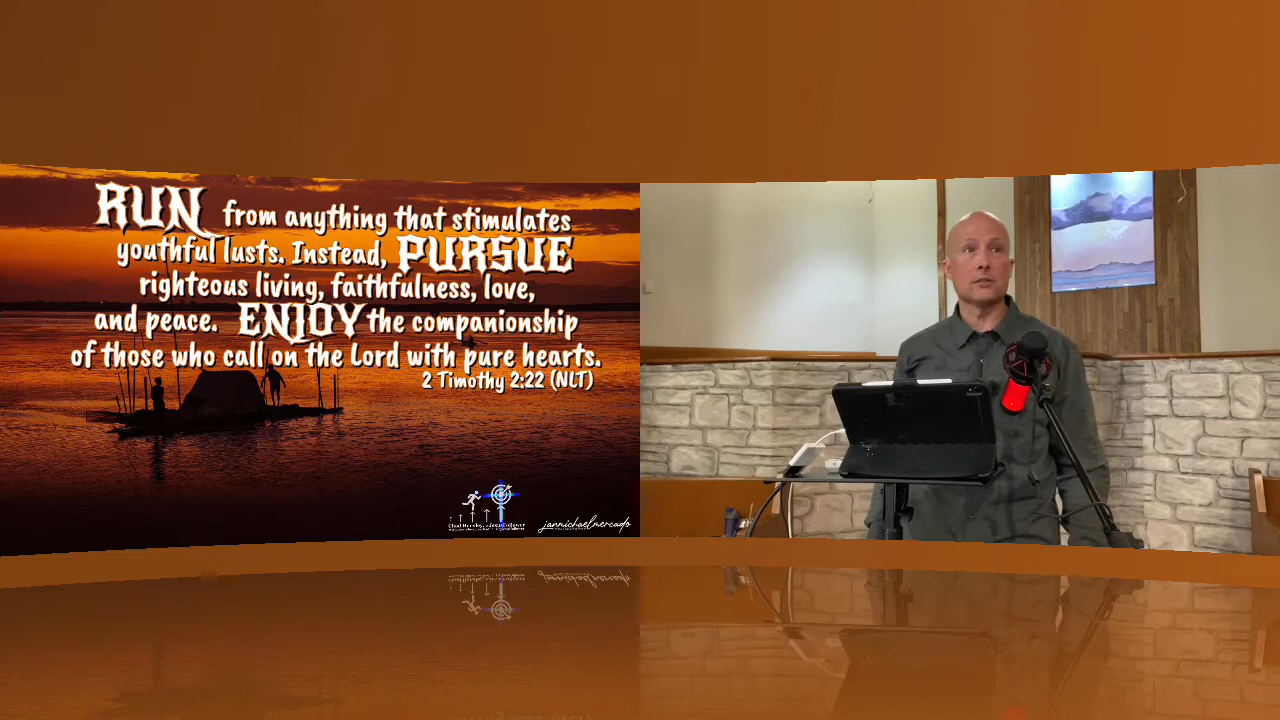 RUN from anything that stimulates
youthful lusts. Instead, PURSUE
righteous living, faithfulness, love,
and peace. ENJOY the companionship
of those who call on the Lord with pure hearts.
2 Timothy 2:22 (NLT)
janmichaelmercado